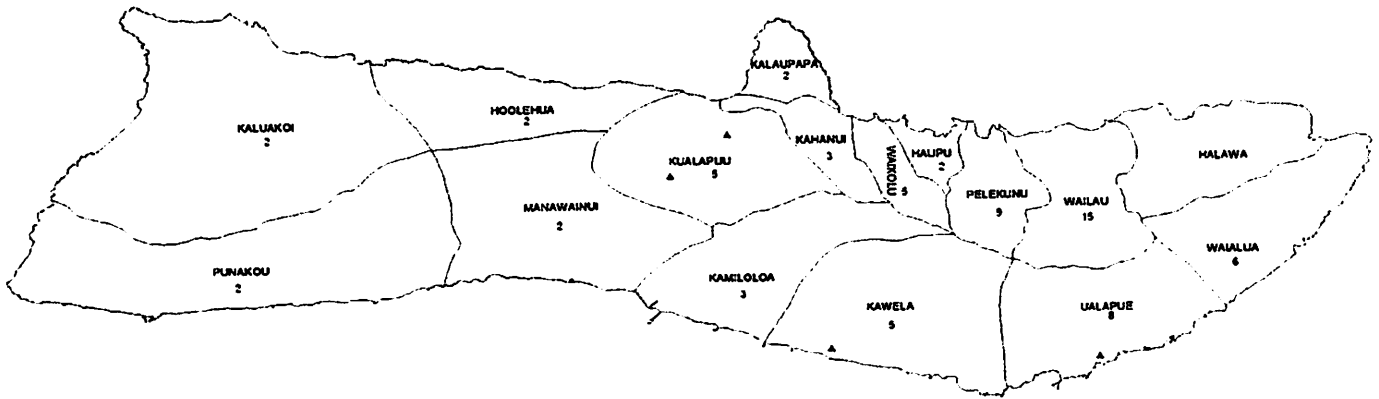 KALAUPAPA
2
HOOLEHUA
2
KALUAKOI
2
KAHANUI
3
WAIKOLU
5
HAUPU
2
HALAWA
KUALAPUU
5
PELEKUNU
9
WAILAU
15
MANAWAINUI
2
WAIALUA
6
PUNAKOU
2
KAMILOLOA
3
KAWELA
5
UALAPUE
8